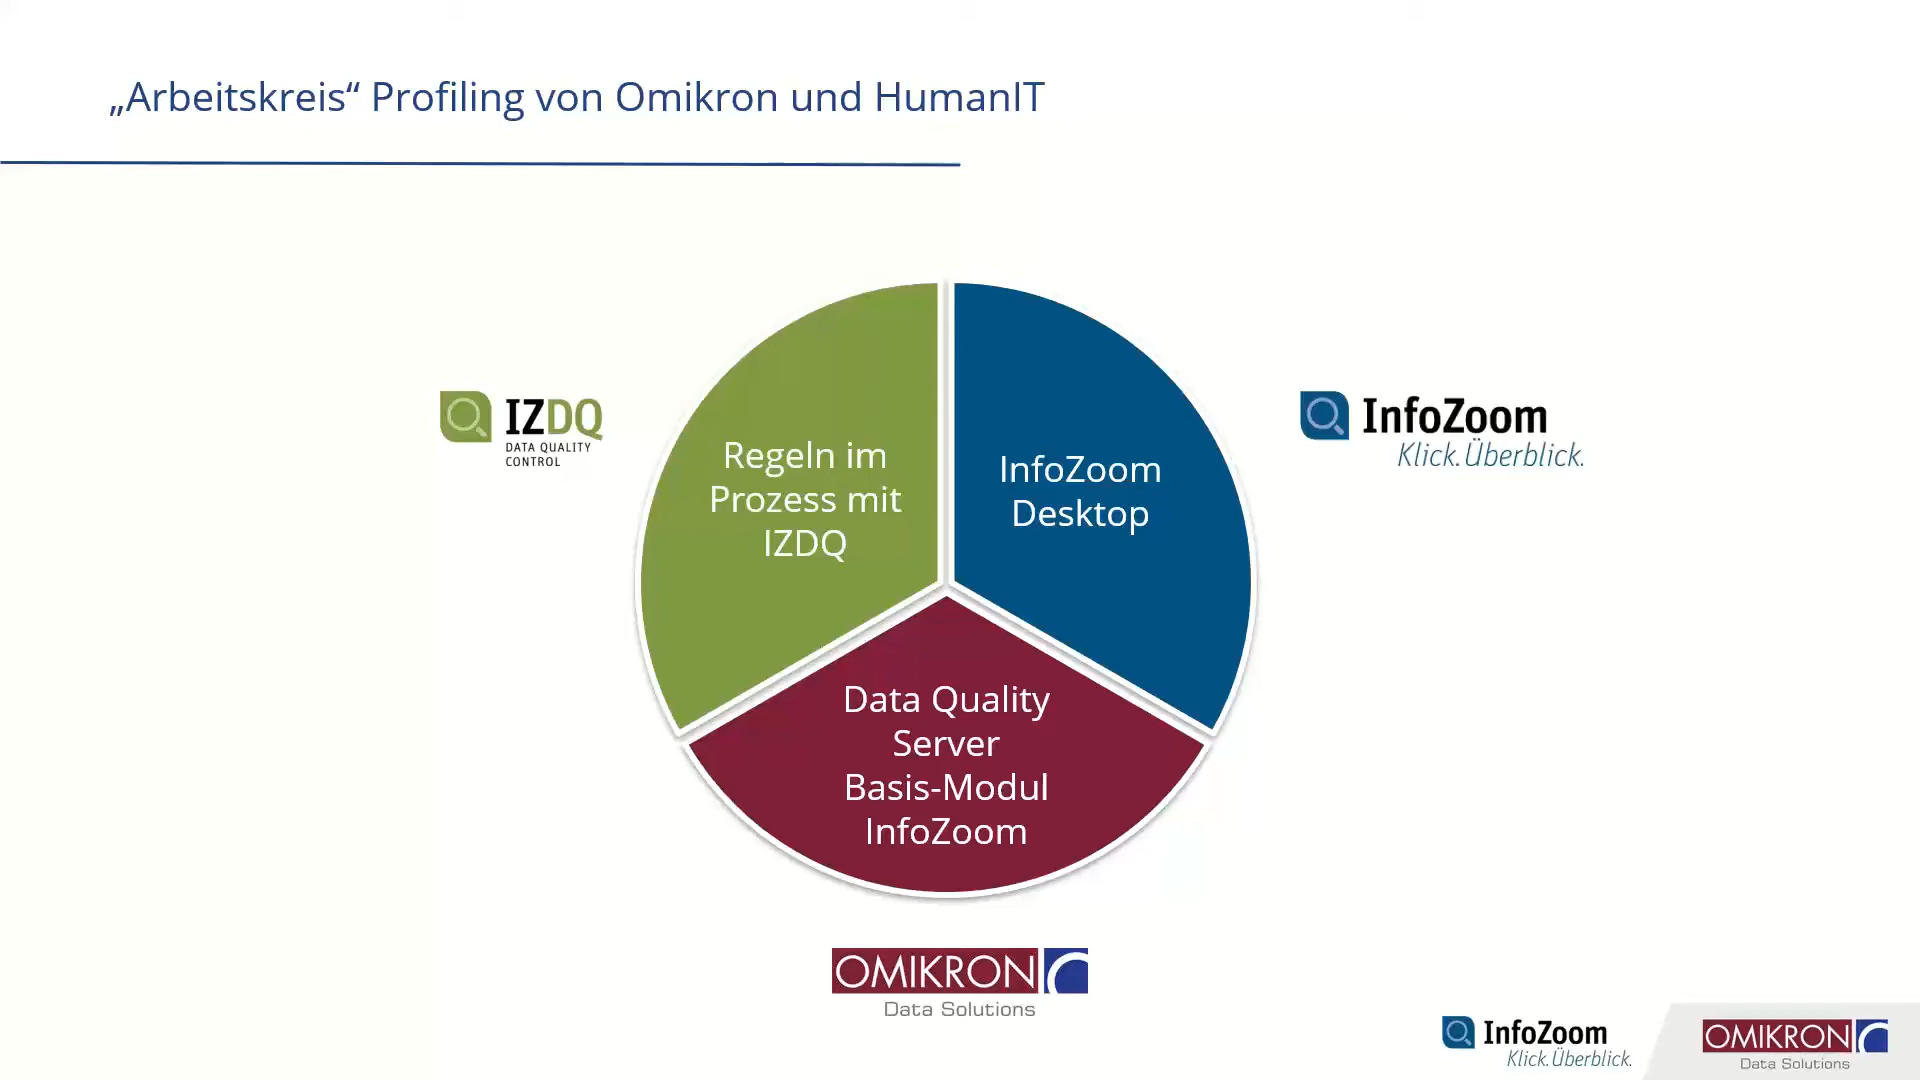 „Arbeitskreis“ Profiling von Omikron und HumanIT
IZDQ
DATA QUALITY
CONTROL
Regeln im
Prozess mit
IZDQ
InfoZoom
Desktop
InfoZoom
Klick.Überblick.
Data Quality
Server
Basis-Modul
InfoZoom
OMIKRON
Data Solutions
InfoZoom
Klick.Überblick.
OMIKRON
Data Solutions